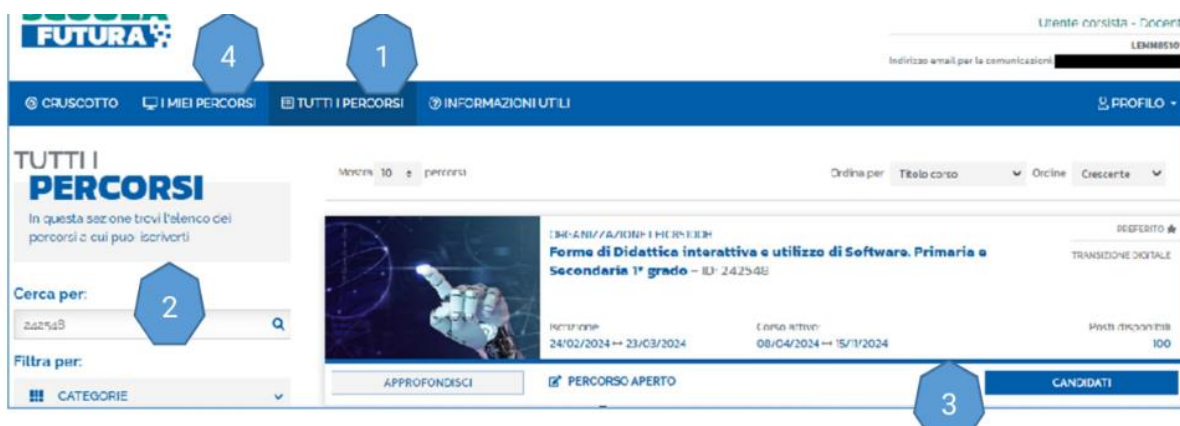 SCUOLA
FUTURA
4
1
Utente corsista - Docent
LEMM8510
Indirizzo email per le comunicazioni:
CRUSCOTTO
I MIEI PERCORSI
TUTTI I PERCORSI
INFORMAZIONI UTILI
PROFILO
TUTTI I
PERCORSI
In questa sezione trovi l'elenco dei
percorsi a cui puoi iscriverti
Mostra 10 percorsi
Ordina per Titolo corso Ordine Crescente
Cerca per:
242548
2
Filtra per:
CATEGORIE
PREFERITO
Forme di Didattica interattiva e utilizzo di Software. Primaria e
Secondaria 1° grado – ID: 242548
TRANSIZIONE DIGITALE
Iscrizione:
24/02/2024 ↔ 23/03/2024
Corso attivo:
08/04/2024 ↔ 15/11/2024
Posti disponibili
100
APPROFONDISCI
PERCORSO APERTO
3
CANDIDATI